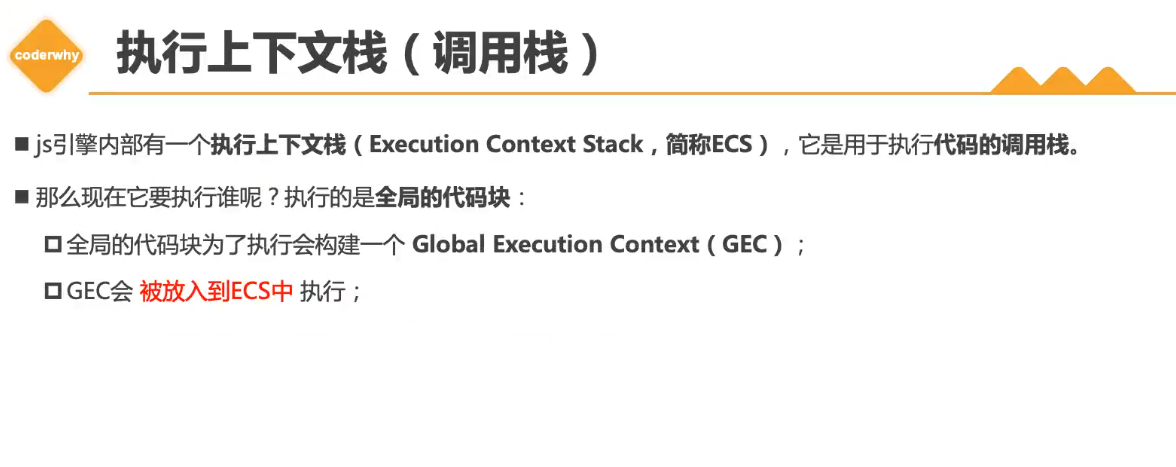 coderwhy
执行上下文栈（调用栈）
js引擎内部有一个执行上下文栈（Execution Context Stack，简称ECS），它是用于执行代码的调用栈。
那么现在它要执行谁呢？执行的是全局的代码块：
全局的代码块为了执行会构建一个 Global Execution Context（GEC）；
GEC会 被放入到ECS中 执行；